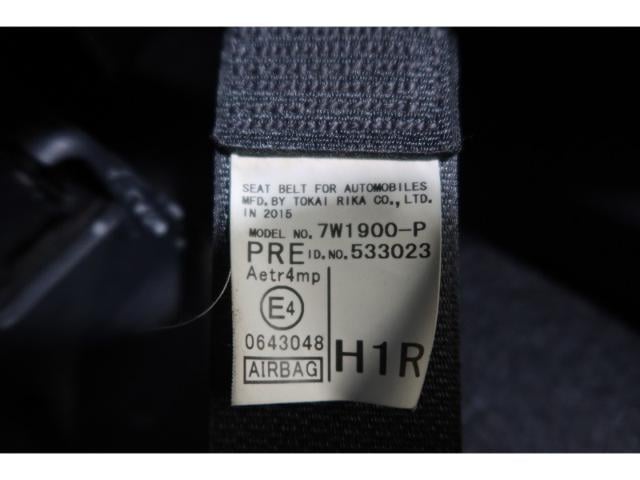 SEAT BELT FOR AUTOMOBILES
MFD. BY TOKAI RIKA CO., LTD.
IN 2015
MODEL NO. 7W1900-P
PRE ID. NO. 533023
Aetr4mp
E4
0643048
AIRBAG
H1R